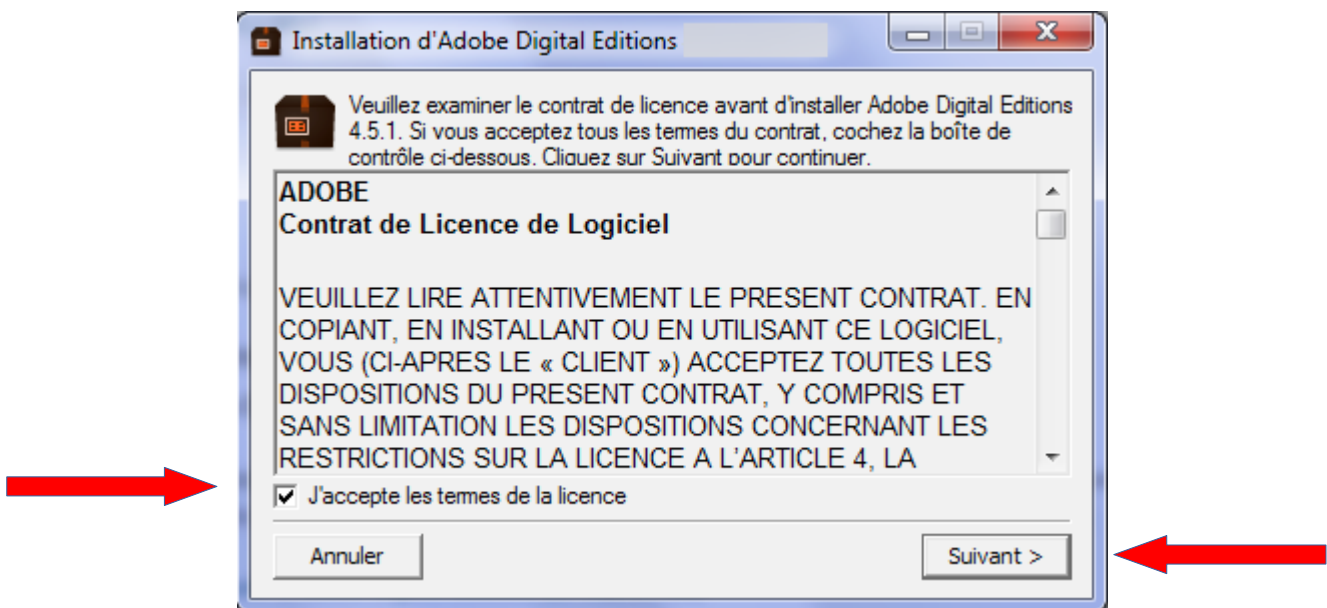 Installation d'Adobe Digital Editions
Veuillez examiner le contrat de licence avant d'installer Adobe Digital Editions
4.5.1. Si vous acceptez tous les termes du contrat, cochez la boîte de
contrôle ci-dessous. Cliquez sur Suivant pour continuer.
ADOBE
Contrat de Licence de Logiciel
VEUILLEZ LIRE ATTENTIVEMENT LE PRESENT CONTRAT. EN
COPIANT, EN INSTALLANT OU EN UTILISANT CE LOGICIEL,
VOUS (CI-APRES LE « CLIENT ») ACCEPTEZ TOUTES LES
DISPOSITIONS DU PRESENT CONTRAT, Y COMPRIS ET
SANS LIMITATION LES DISPOSITIONS CONCERNANT LES
RESTRICTIONS SUR LA LICENCE A L'ARTICLE 4, LA
J'accepte les termes de la licence
Annuler
Suivant >